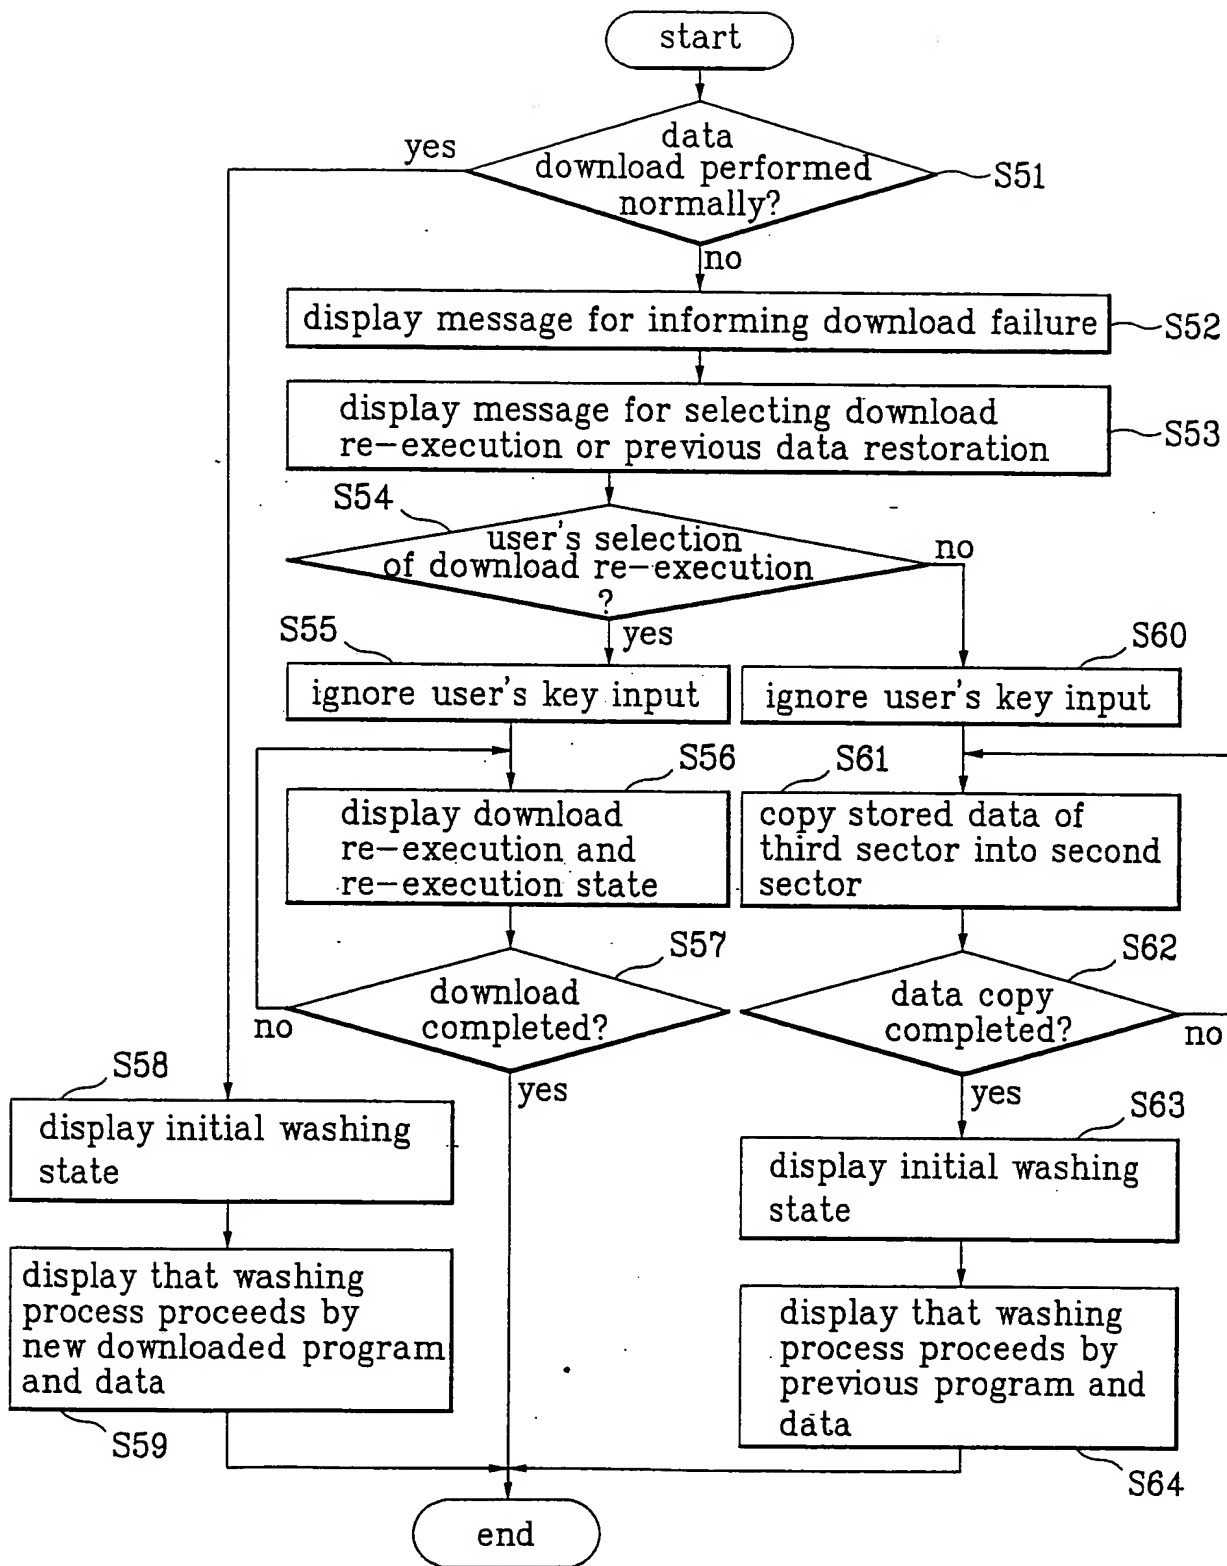 start
data
download performed
normally?
yes
S51
no
display message for informing download failure
S52
display message for selecting download
re-execution or previous data restoration
S53
S54
user's selection
of download re-execution
?
no
yes
S55
ignore user's key input
S60
ignore user's key input
S56
display download
re-execution and
re-execution state
S61
copy stored data of
third sector into second
sector
S57
download
completed?
no
yes
S62
data copy
completed?
no
yes
S58
display initial washing
state
S63
display initial washing
state
display that washing
process proceeds by
new downloaded program
and data
S59
display that washing
process proceeds by
previous program and
data
S64
end